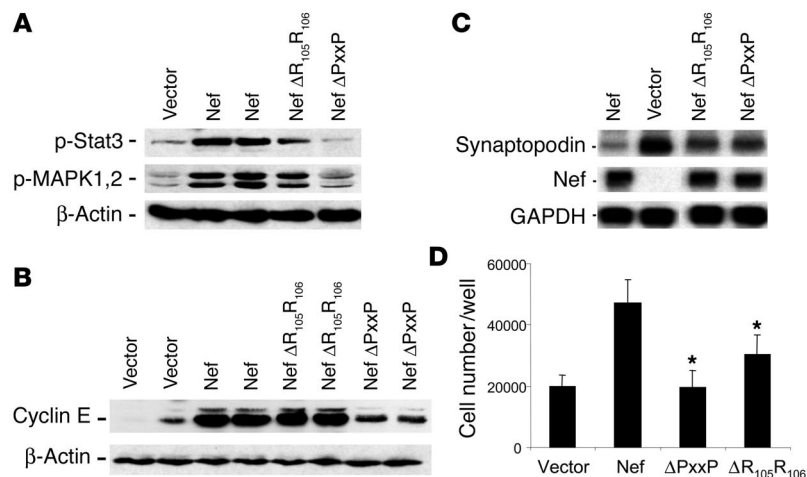 A
Vector
Nef
Nef
Nef ΔR105R106
Nef ΔPxxP
p-Stat3 -
p-MAPK1,2 -
β-Actin -
B
Vector
Vector
Nef
Nef
Nef ΔR105R106
Nef ΔR105R106
Nef ΔPxxP
Nef ΔPxxP
Cyclin E -
β-Actin -
C
Nef
Vector
Nef ΔR105R106
Nef ΔPxxP
Synaptopodin -
Nef -
GAPDH -
D
Cell number/well
60000
40000
20000
0
*
*
Vector Nef ΔPxxP ΔR105R106